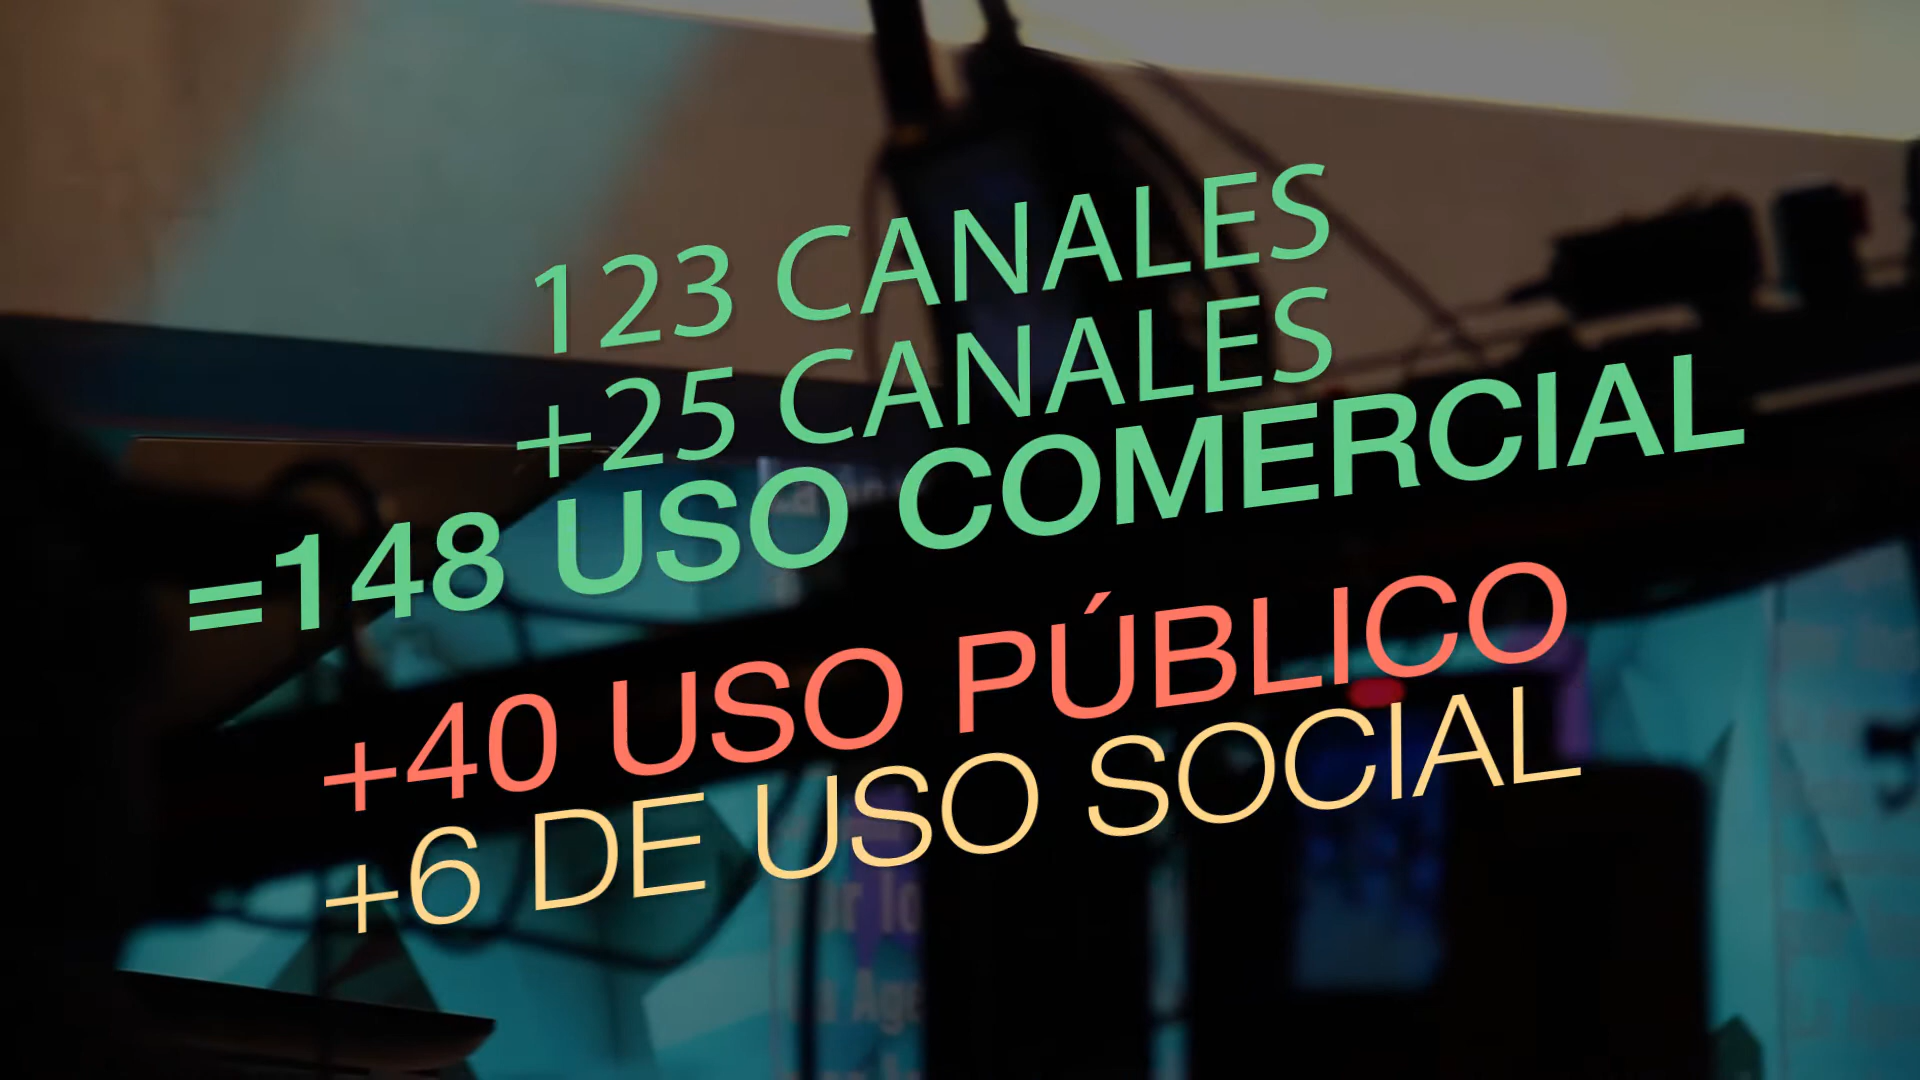 123 CANALES
+25 CANALES
=148 USO COMERCIAL
+40 USO PÚBLICO
+6 DE USO SOCIAL